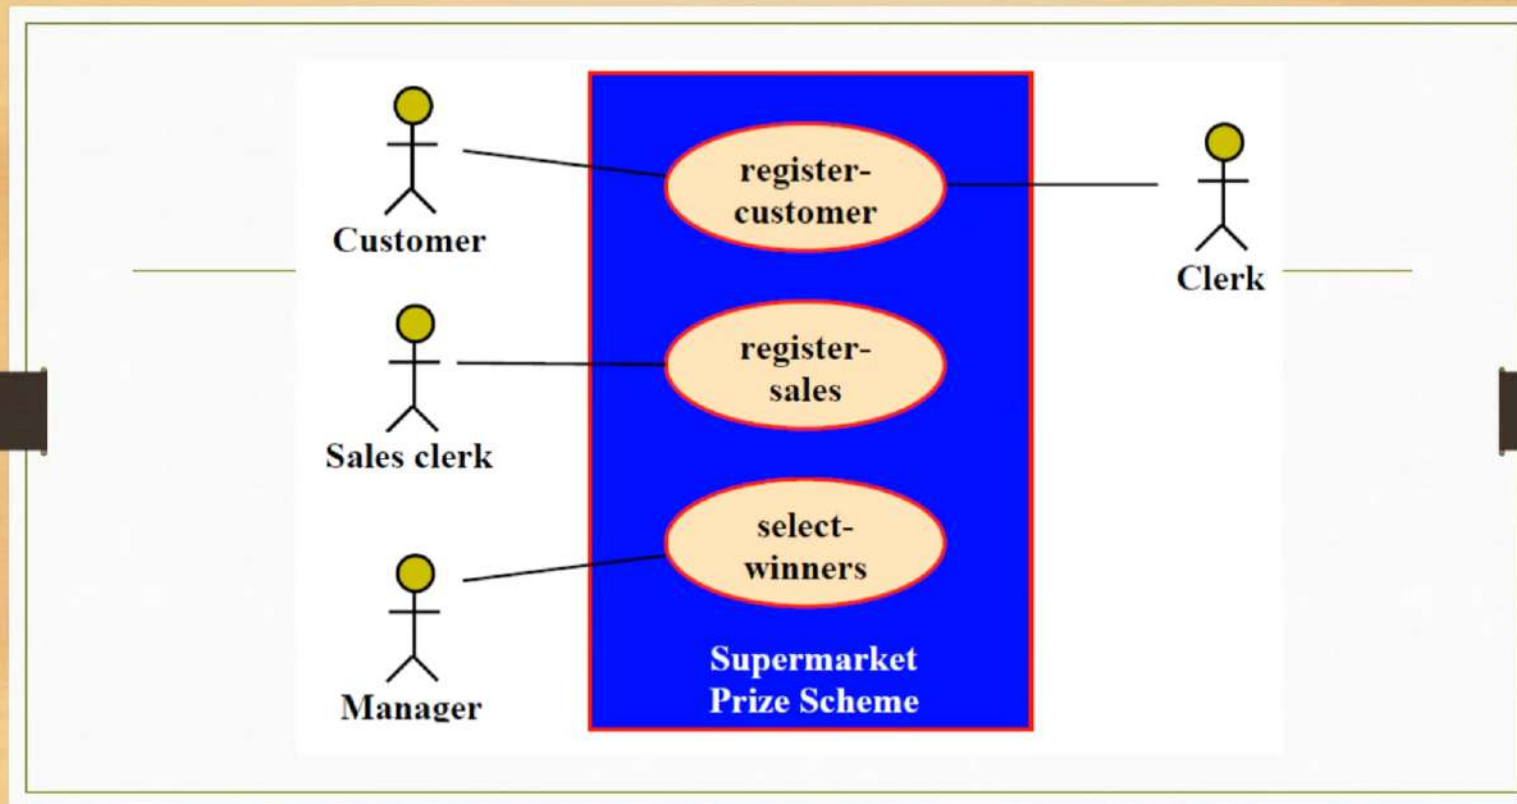 register-
customer
Customer
Clerk
register-
sales
Sales clerk
select-
winners
Supermarket
Prize Scheme
Manager